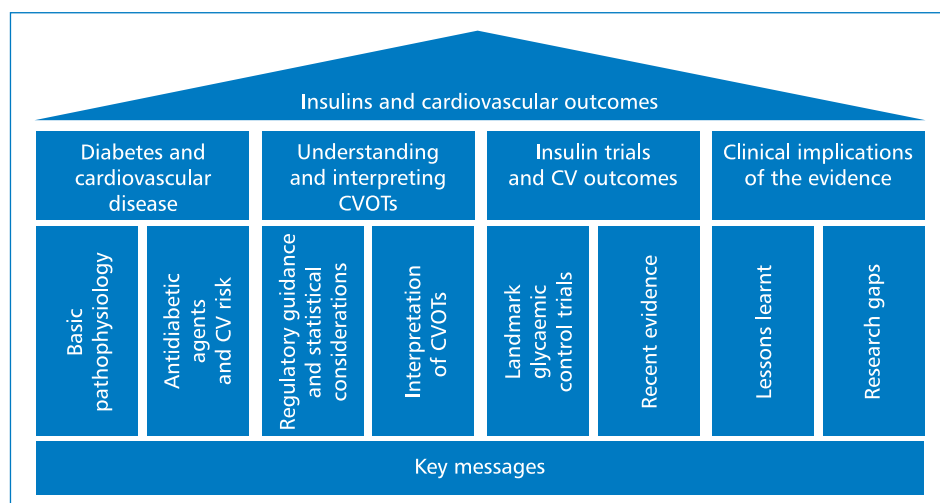 Insulins and cardiovascular outcomes
Diabetes and
cardiovascular
disease
Understanding
and interpreting
CVOTs
Insulin trials
and CV outcomes
Clinical implications
of the evidence
Basic
pathophysiology
Antidiabetic
agents
and CV risk
Regulatory guidance
and statistical
considerations
Interpretation
of CVOTs
Landmark
glycaemic
control trials
Recent evidence
Lessons learnt
Research gaps
Key messages